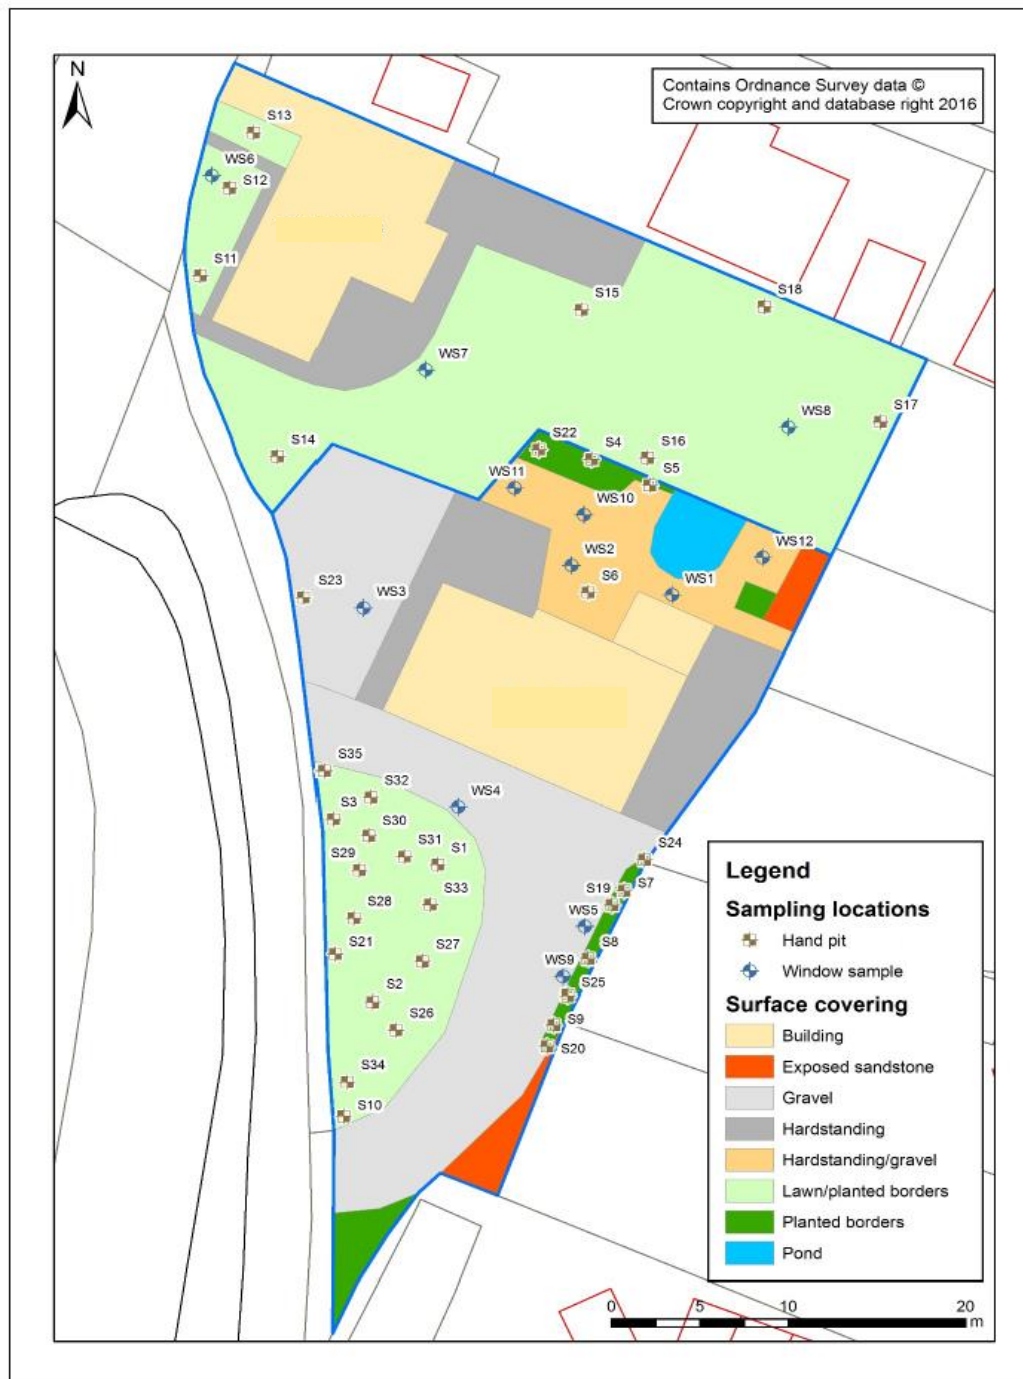 N
Contains Ordnance Survey data ©
Crown copyright and database right 2016
S13
WS6
S12
S11
S15
S18
WS7
WS8
S17
S14
S22
S4
S16
S5
WS11
WS10
WS12
WS2
S6
WS1
S23
WS3
S35
S32
WS4
S3
S30
S31
S1
S29
S24
S7
S19
S33
S28
WS5
S21
S27
S8
WS9
S25
S2
S26
S9
S20
S34
S10
Legend
Sampling locations
Hand pit
Window sample
Surface covering
Building
Exposed sandstone
Gravel
Hardstanding
Hardstanding/gravel
Lawn/planted borders
Planted borders
Pond
0 5 10 20
m